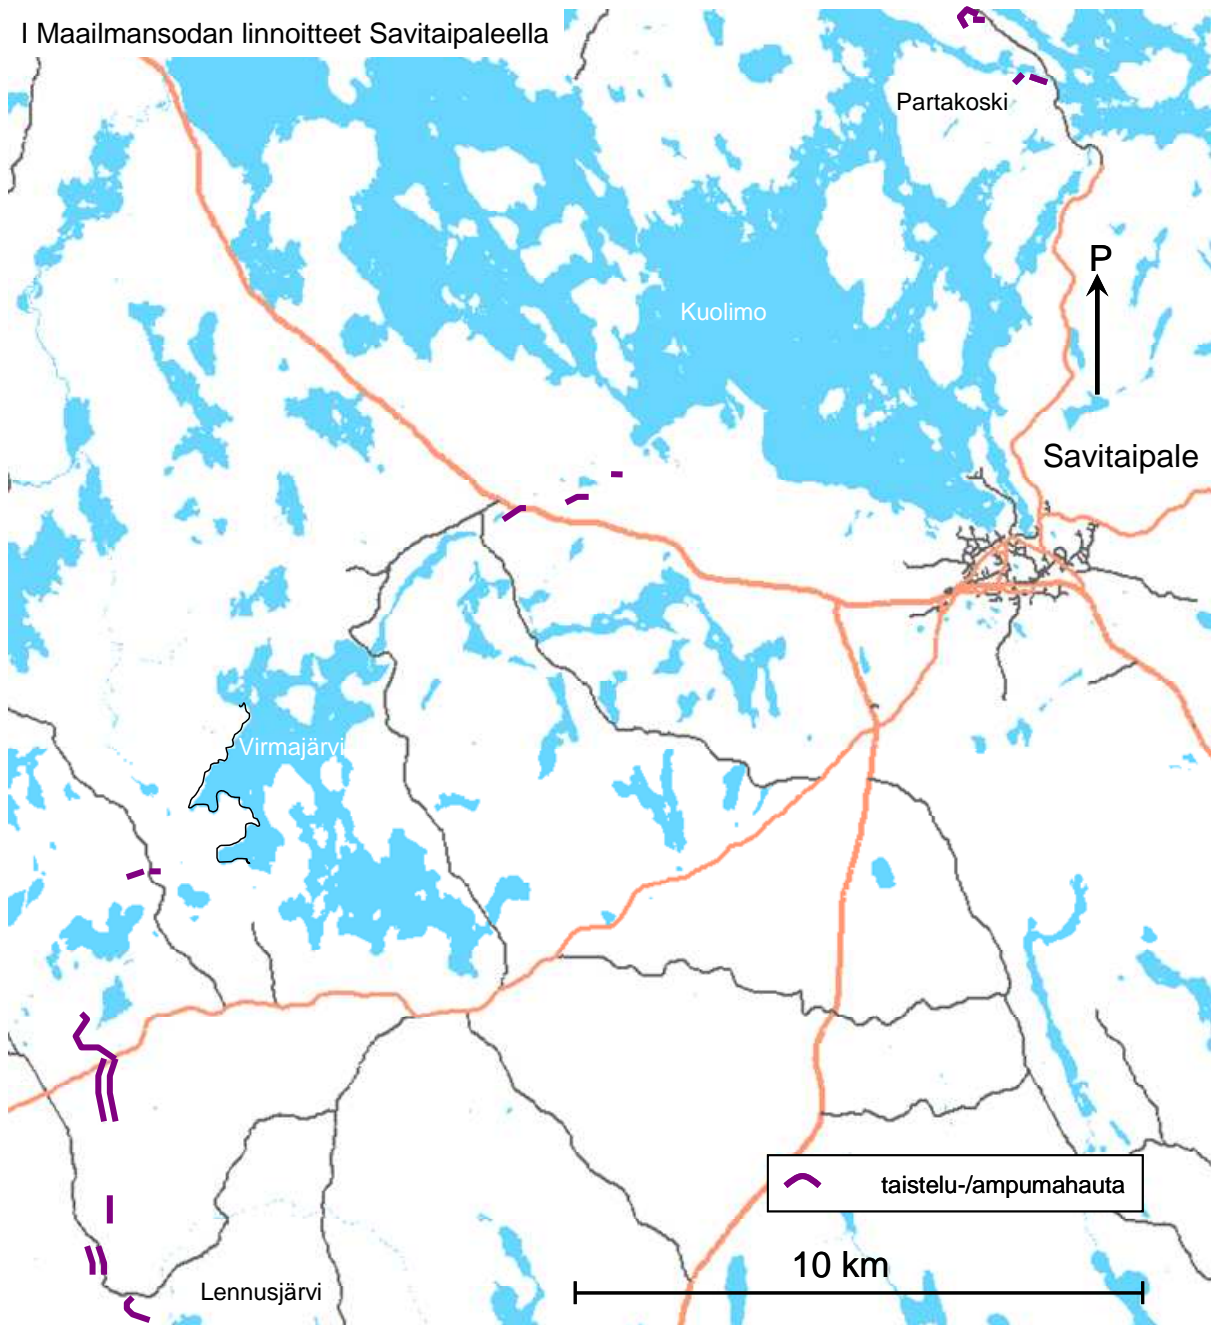 I Maailmansodan linnoitteet Savitaipaleella
Partakoski
P
Kuolimo
Savitaipale
Virmajärvi
taistelu-/ampumahauta
10 km
Lennusjärvi